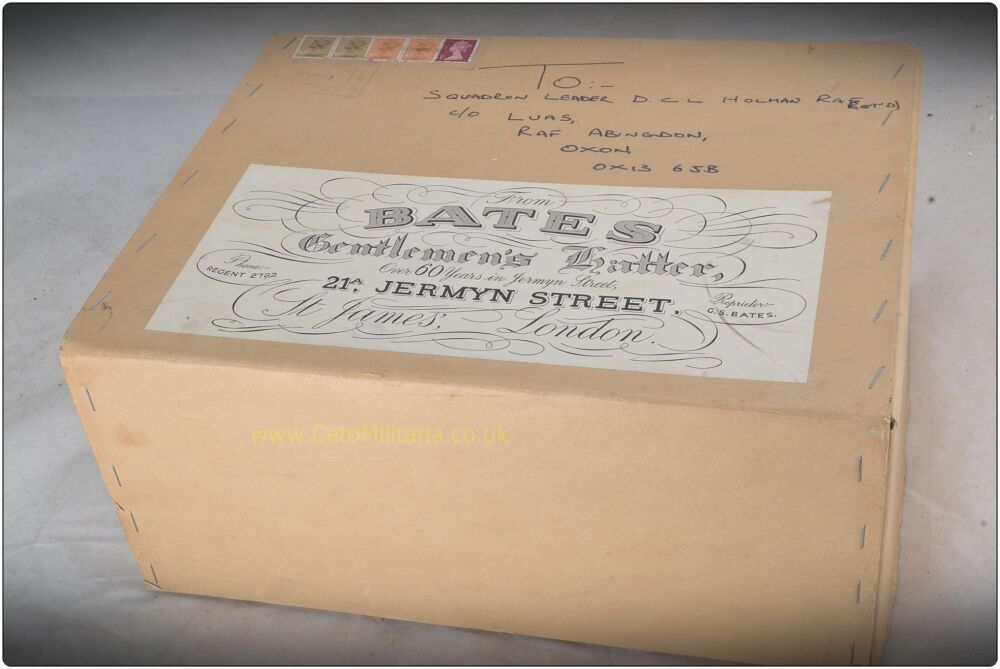 TO:-
SQUADRON LEADER D.C L HOLMAN RAF RET'D)
c/o LUAS,
RAF ABINGDON,
OXON,
OX13 6JB
From
BATES
Gentlemen's Hatter,
Over 60 Years in Jermyn Street,
21A, JERMYN STREET,
St James', London.
Phone:-
REGENT 2722
Proprietor:-
C.S. BATES.
www.CetoMilitaria.co.uk